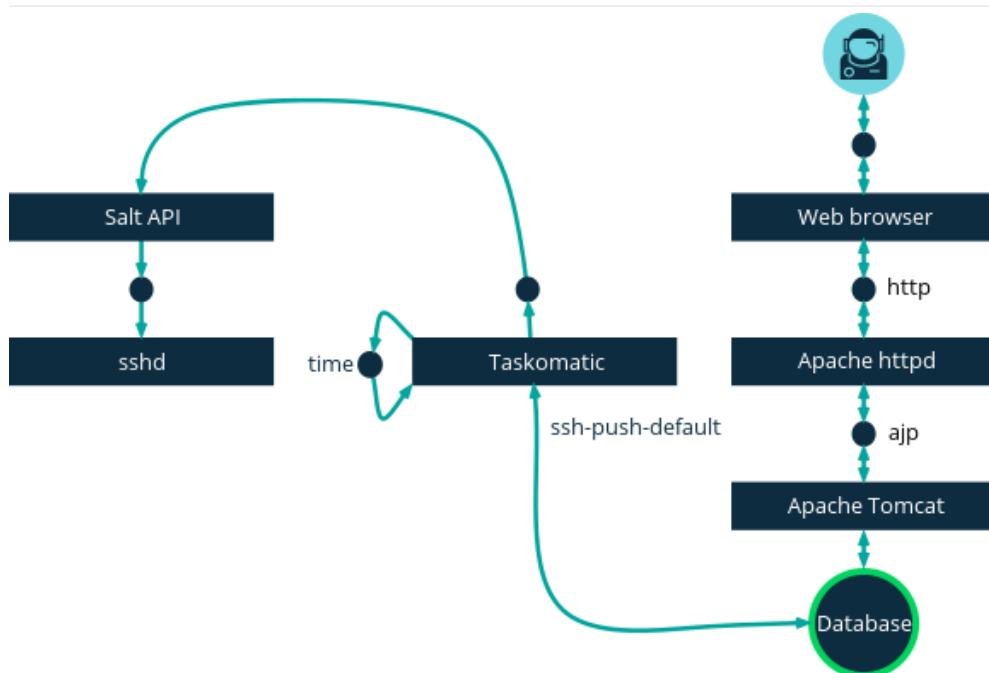 Salt API
Web browser
http
sshd
time
Taskomatic
Apache httpd
ssh-push-default
ajp
Apache Tomcat
Database